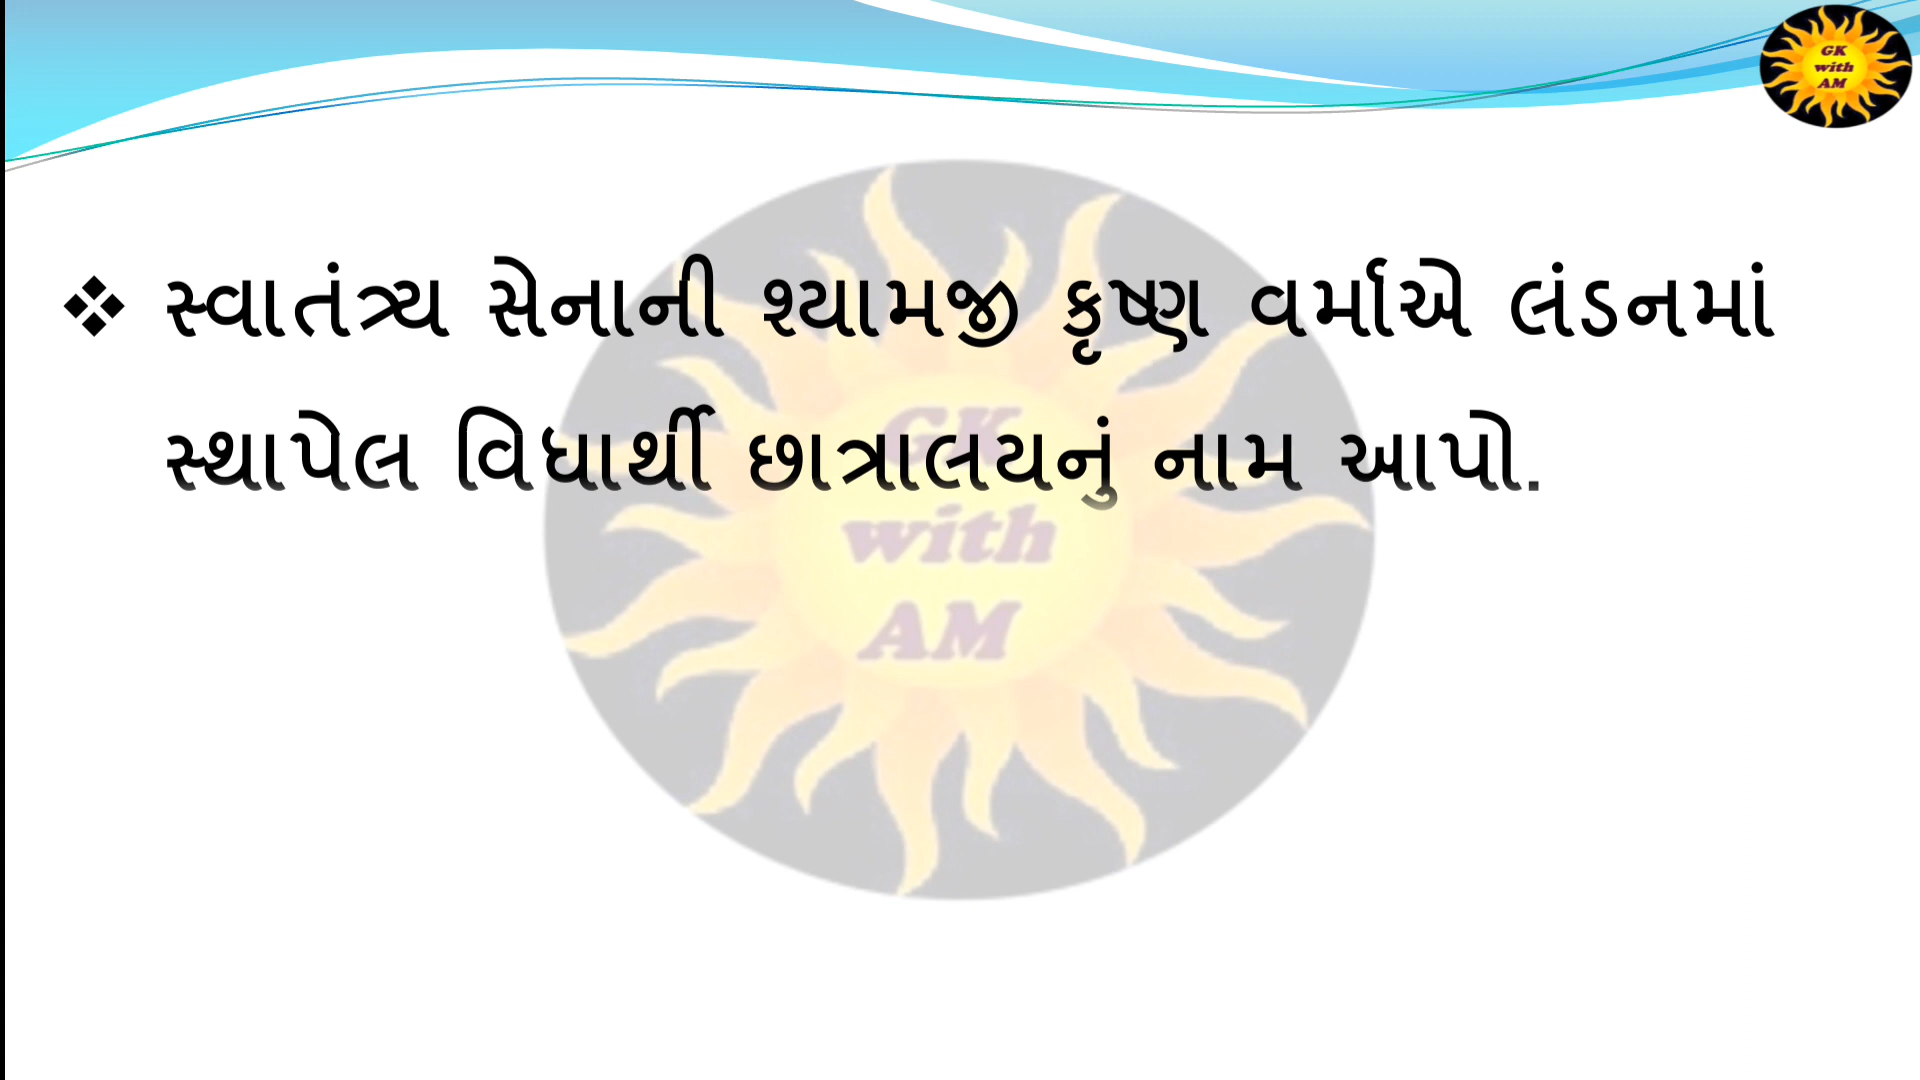 GK
with
AM
❖ સ્વાતંત્ર્ય સેનાની શ્યામજી કૃષ્ણ વર્માએ લંડનમાં
સ્થાપેલ વિધાર્થી છાત્રાલયનું નામ આપો.
GK
with
AM